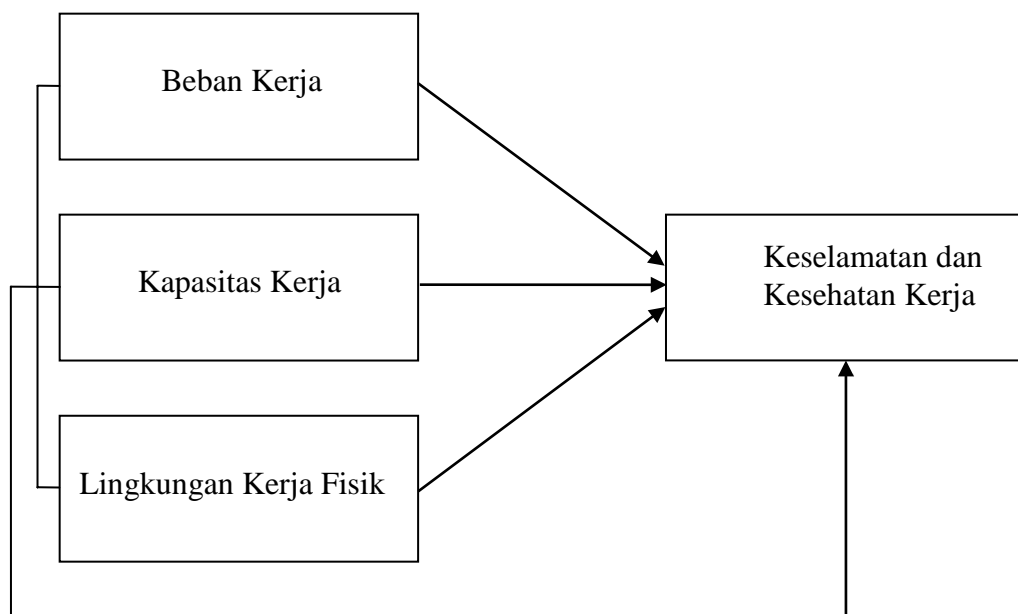 Beban Kerja
Kapasitas Kerja
Keselamatan dan
Kesehatan Kerja
Lingkungan Kerja Fisik